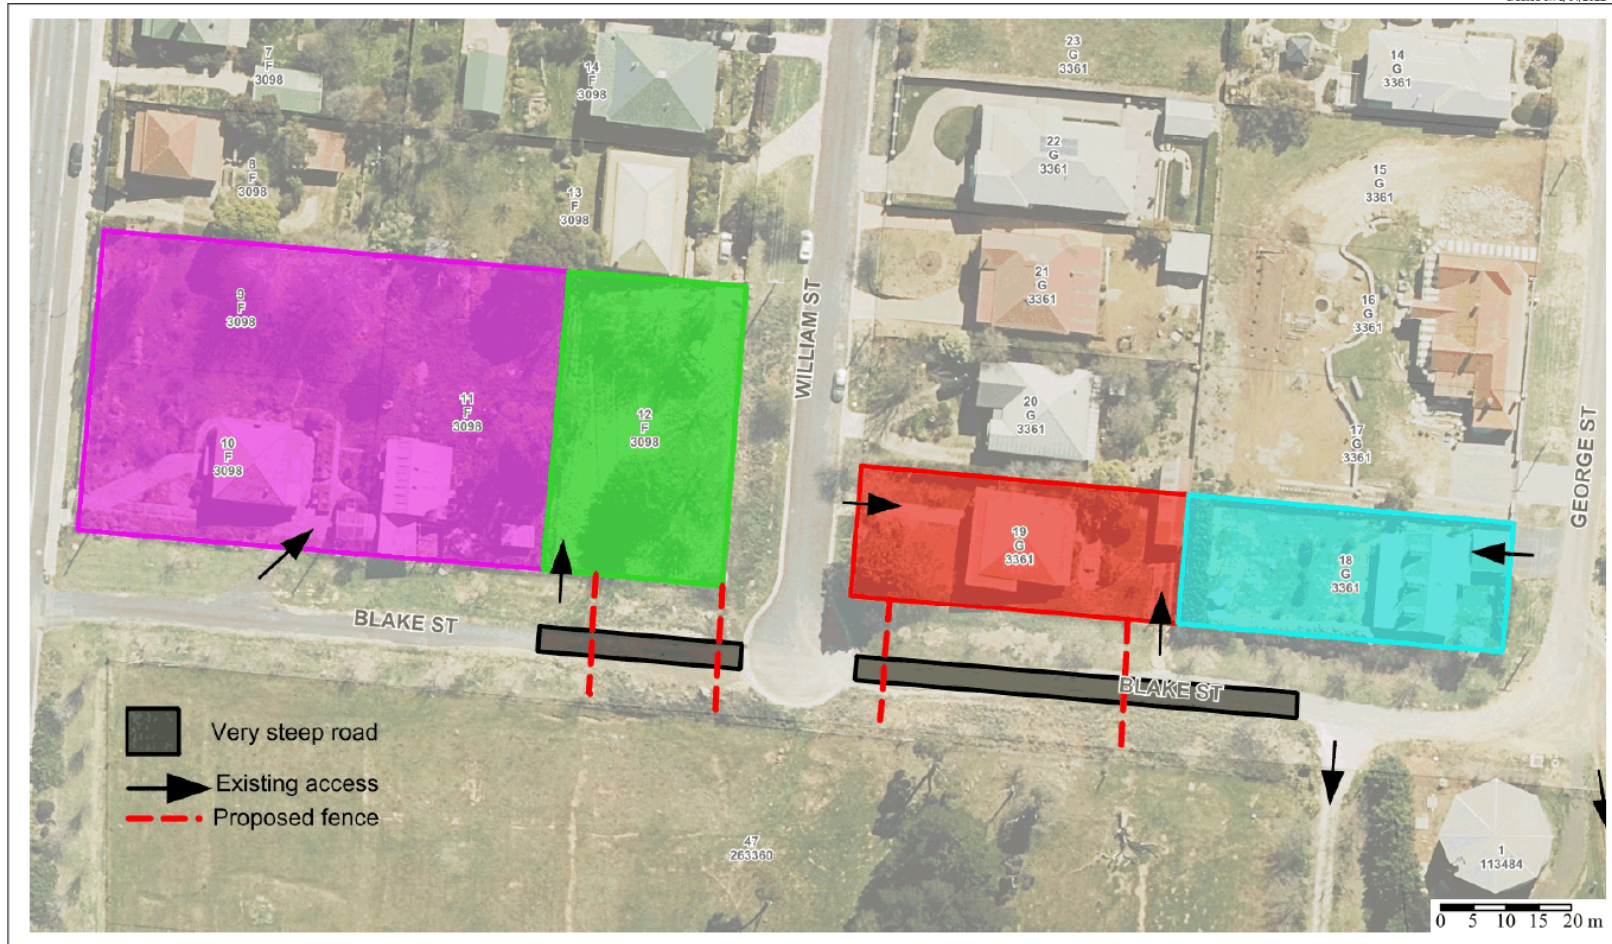 7
F
3098
14
F
3098
23
G
3361
14
G
3361
8
F
3098
13
F
3098
22
G
3361
15
G
3361
9
F
3098
21
G
3361
16
G
3361
WILLIAM ST
11
F
3098
12
F
3098
20
G
3361
17
G
3361
10
F
3098
GEORGE ST
19
G
3361
18
G
3361
BLAKE ST
BLAKE ST
Very steep road
Existing access
Proposed fence
47
263360
1
113484
0 5 10 15 20 m